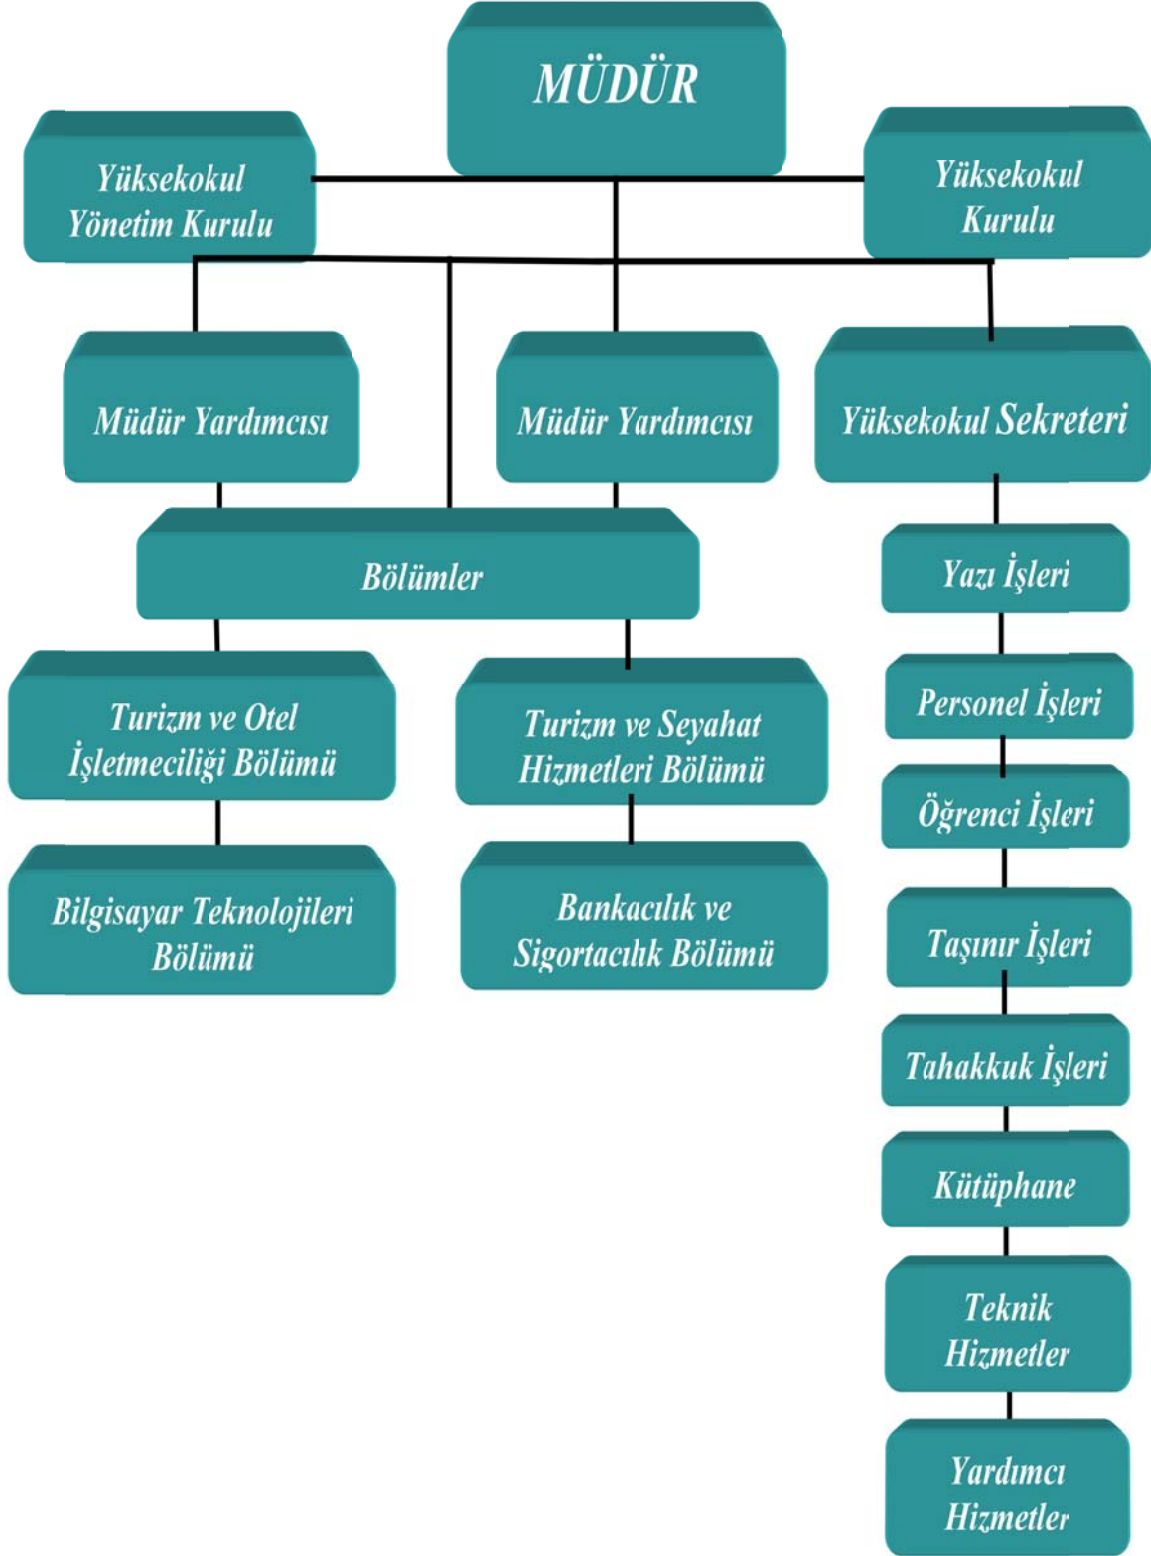 MÜDÜR
Yüksekokul
Yönetim Kurulu
Yüksekokul
Kurulu
Müdür Yardımcısı
Müdür Yardımcısı
Yüksekokul Sekreteri
Bölümler
Yazı İşleri
Turizm ve Otel
İşletmeciliği Bölümü
Turizm ve Seyahat
Hizmetleri Bölümü
Personel İşleri
Öğrenci İşleri
Bilgisayar Teknolojileri
Bölümü
Bankacılık ve
Sigortacılık Bölümü
Taşınır İşleri
Tahakkuk İşleri
Kütüphane
Teknik
Hizmetler
Yardımcı
Hizmetler